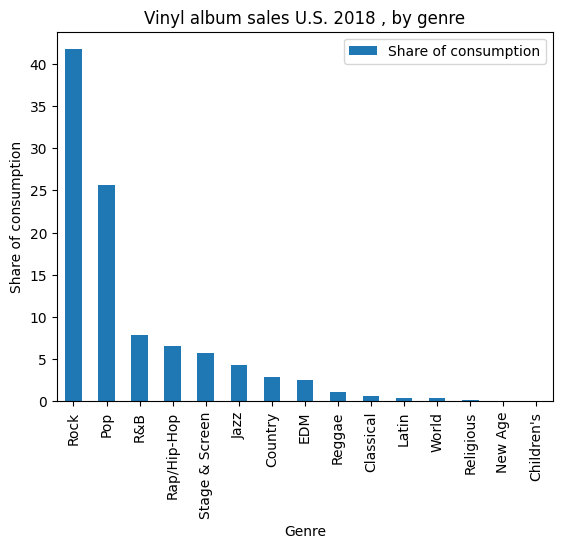 Vinyl album sales U.S. 2018 , by genre
Share of consumption
Share of consumption
40
35
30
25
20
15
10
5
0
Rock
Pop
R&B
Rap/Hip-Hop
Stage & Screen
Jazz
Country
EDM
Reggae
Classical
Latin
World
Religious
New Age
Children's
Genre